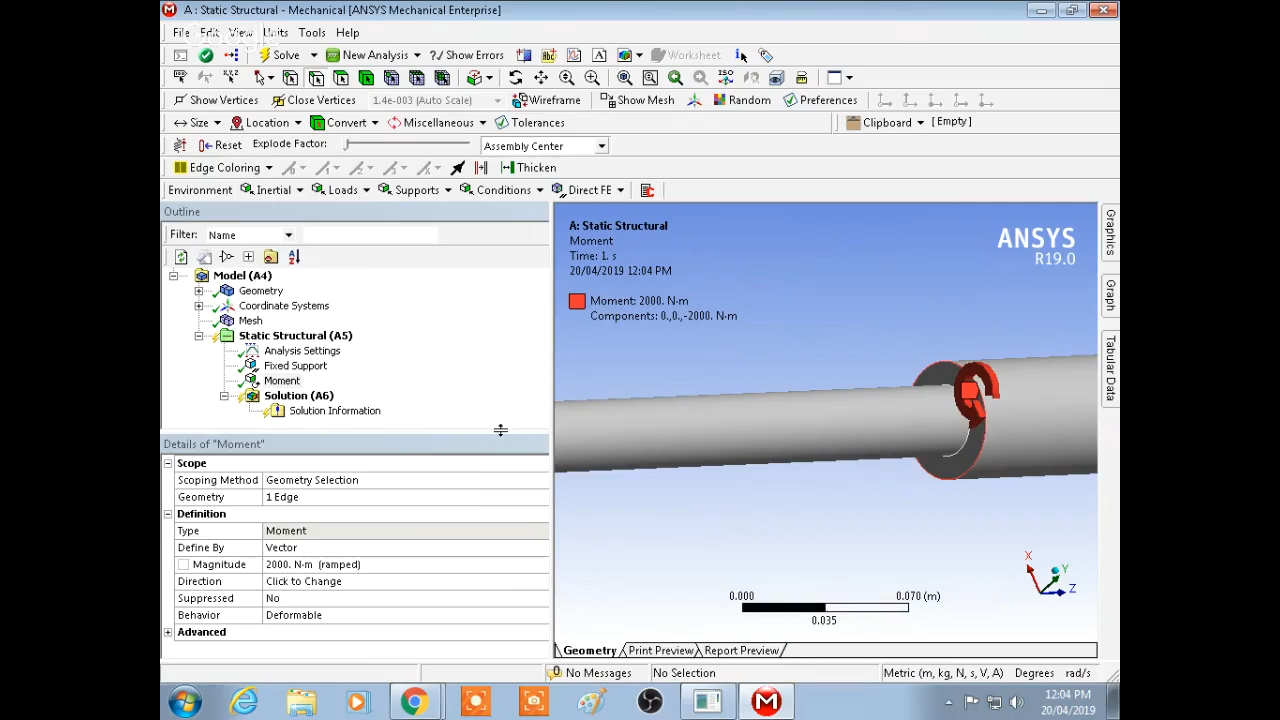 A : Static Structural - Mechanical [ANSYS Mechanical Enterprise]
File Edit View Units Tools Help
Solve New Analysis ?/ Show Errors Worksheet
Show Vertices Close Vertices 1.4e-003 (Auto Scale) Wireframe Show Mesh Random Preferences
Size Location Convert Miscellaneous Tolerances Clipboard [Empty]
Reset Explode Factor: Assembly Center
Edge Coloring Thicken
Environment Inertial Loads Supports Conditions Direct FE
Outline
Filter: Name
Model (A4)
Geometry
Coordinate Systems
Mesh
Static Structural (A5)
Analysis Settings
Fixed Support
Moment
Solution (A6)
Solution Information
Details of "Moment"
Scope
Scoping Method Geometry Selection
Geometry 1 Edge
Definition
Type Moment
Define By Vector
Magnitude 2000. N·m (ramped)
Direction Click to Change
Suppressed No
Behavior Deformable
Advanced
A: Static Structural
Moment
Time: 1. s
20/04/2019 12:04 PM
Moment: 2000. N·m
Components: 0.,0.,-2000. N·m
ANSYS
R19.0
X
Y
Z
0.000 0.070 (m)
0.035
Geometry Print Preview Report Preview
Graphics
Graph
Tabular Data
0 No Messages No Selection Metric (m, kg, N, s, V, A) Degrees rad/s
12:04 PM
20/04/2019